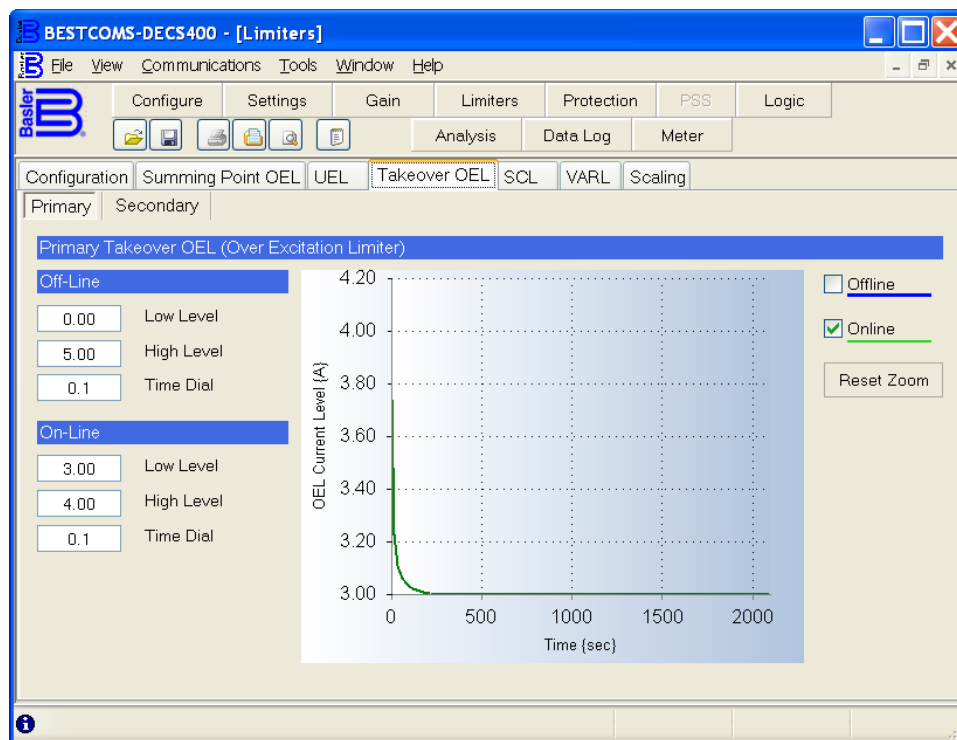 BESTCOMS-DECS400 - [Limiters]
Basler B File View Communications Tools Window Help
Basler B
Configure Settings Gain Limiters Protection PSS Logic
Analysis Data Log Meter
Configuration Summing Point OEL UEL Takeover OEL SCL VARL Scaling
Primary Secondary
Primary Takeover OEL (Over Excitation Limiter)
Off-Line
0.00 Low Level
5.00 High Level
0.1 Time Dial
On-Line
3.00 Low Level
4.00 High Level
0.1 Time Dial
OEL Current Level {A}
4.20
4.00
3.80
3.60
3.40
3.20
3.00
0 500 1000 1500 2000
Time {sec}
Offline
Online
Reset Zoom